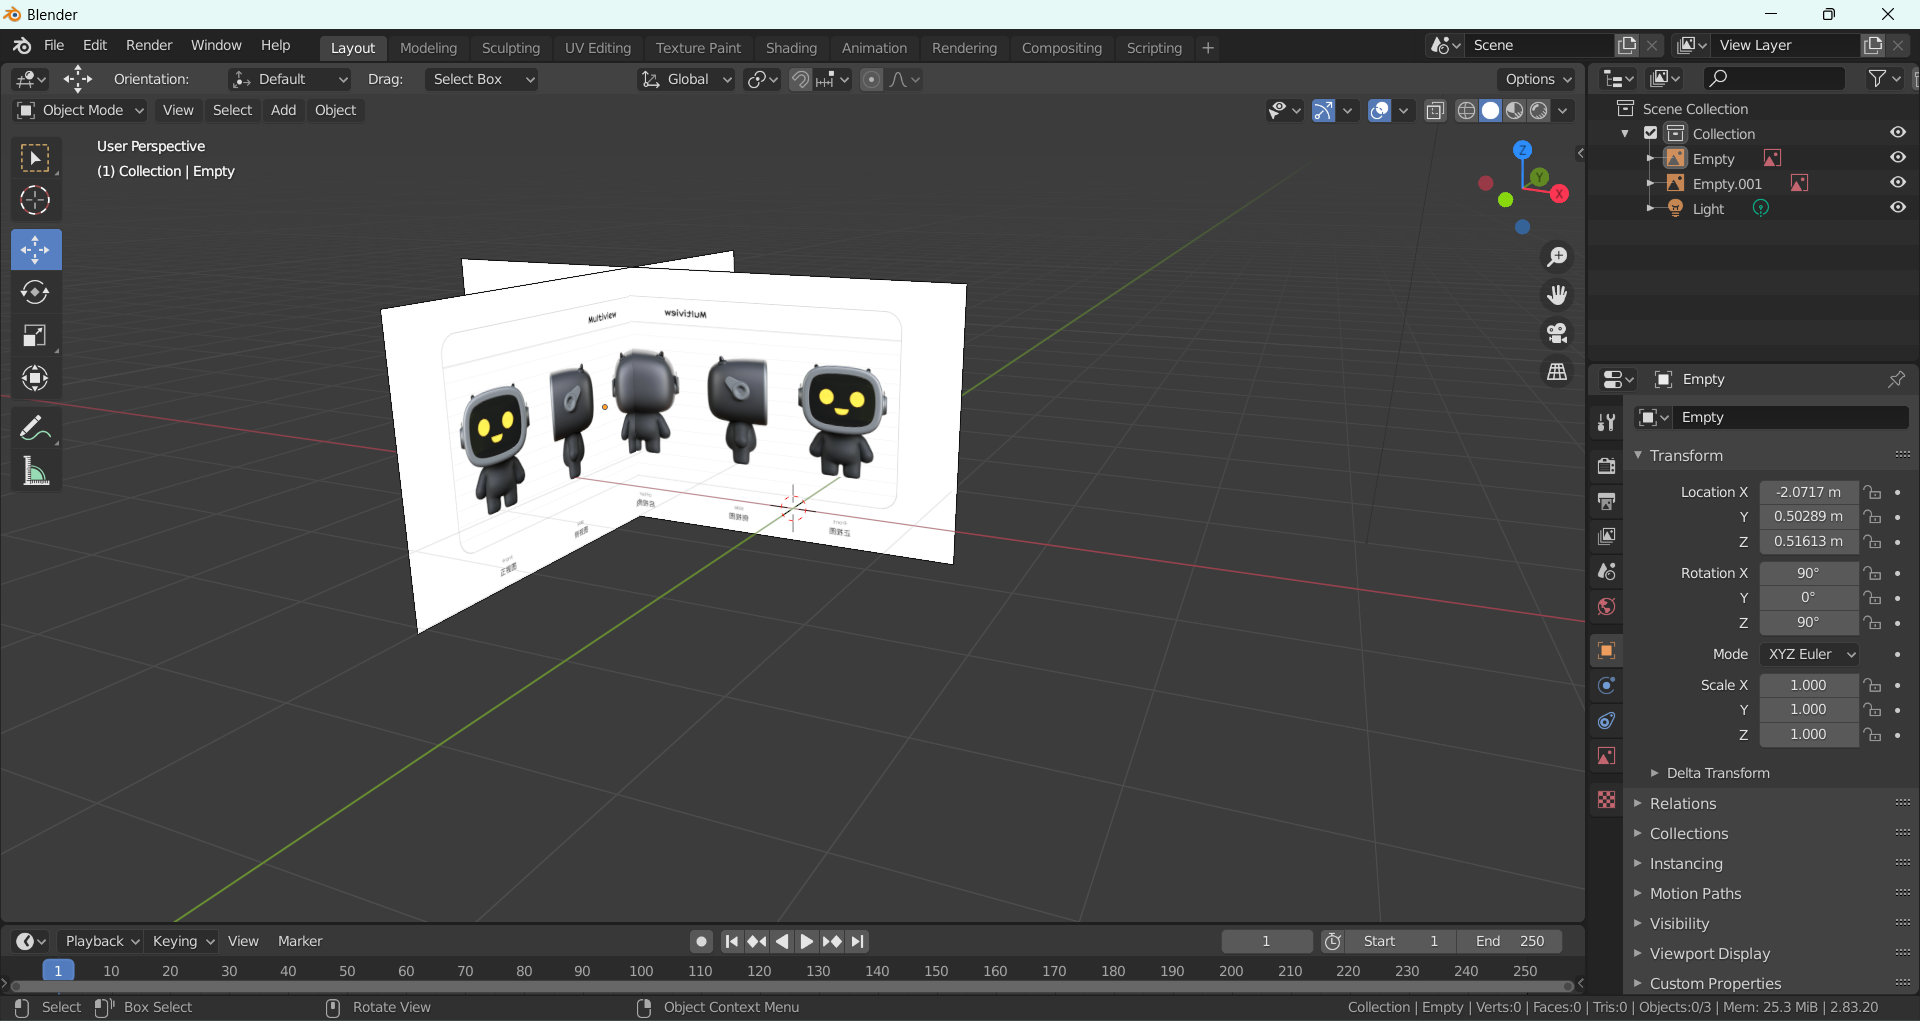 Blender
File Edit Render Window Help
Layout Modeling Sculpting UV Editing Texture Paint Shading Animation Rendering Compositing Scripting +
Scene
View Layer
Orientation: Default Drag: Select Box
Global
Options
Object Mode View Select Add Object
User Perspective
(1) Collection | Empty
Z
Y
X
Multiview
Multiview
正视图
Scene Collection
Collection
Empty
Empty.001
Light
Empty
Empty
Transform
Location X -2.0717 m
Y 0.50289 m
Z 0.51613 m
Rotation X 90°
Y 0°
Z 90°
Mode XYZ Euler
Scale X 1.000
Y 1.000
Z 1.000
Delta Transform
Relations
Collections
Instancing
Motion Paths
Visibility
Viewport Display
Custom Properties
Playback Keying View Marker
1
Start 1
End 250
1 10 20 30 40 50 60 70 80 90 100 110 120 130 140 150 160 170 180 190 200 210 220 230 240 250
Select Box Select Rotate View Object Context Menu
Collection | Empty | Verts:0 | Faces:0 | Tris:0 | Objects:0/3 | Mem: 25.3 MiB | 2.83.20